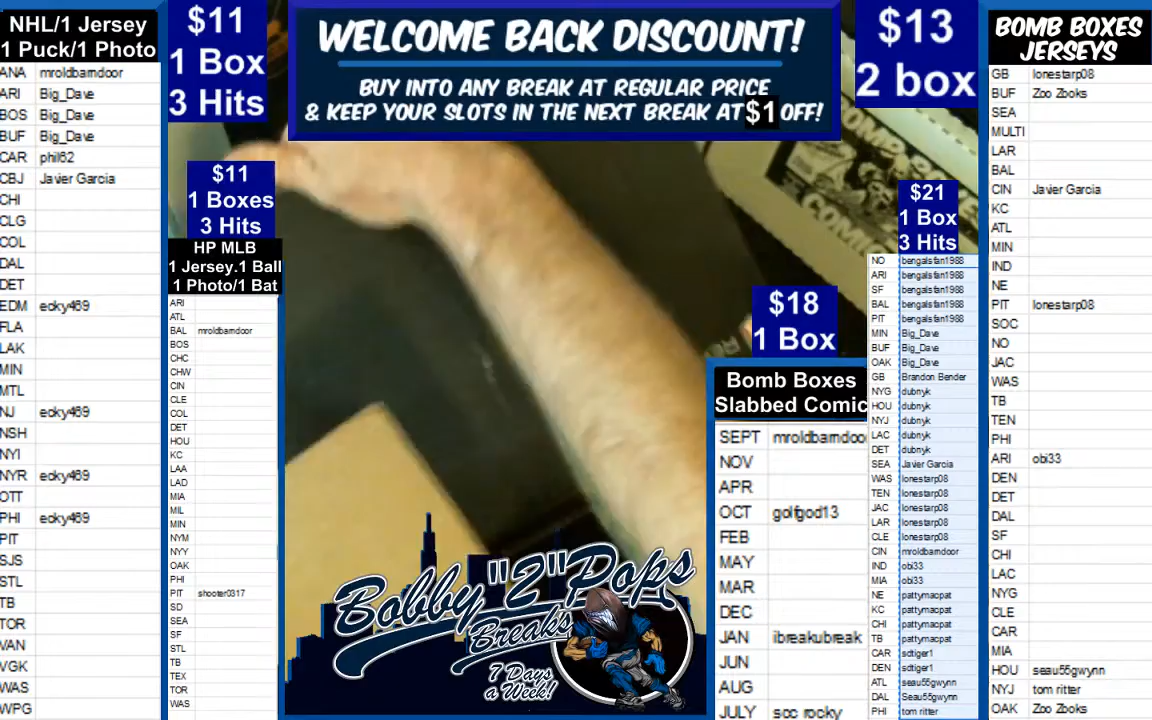 NHL/1 Jersey
1 Puck/1 Photo
ANA mroldbarndoor
ARI Big_Dave
BOS Big_Dave
BUF Big_Dave
CAR phil62
CBJ Javier Garcia
CHI
CLG
COL
DAL
DET
EDM ecky469
FLA
LAK
MIN
MTL
NJ ecky469
NSH
NYI
NYR ecky469
OTT
PHI ecky469
PIT
SJS
STL
TB
TOR
VAN
VGK
WAS
WPG
$11
1 Box
3 Hits
$11
1 Boxes
3 Hits
HP MLB
1 Jersey.1 Ball
1 Photo/1 Bat
ARI
ATL
BAL mroldbarndoor
BOS
CHC
CHW
CIN
CLE
COL
DET
HOU
KC
LAA
LAD
MIA
MIL
MIN
NYM
NYY
OAK
PHI
PIT shooter0317
SD
SEA
SF
STL
TB
TEX
TOR
WAS
WELCOME BACK DISCOUNT!
BUY INTO ANY BREAK AT REGULAR PRICE
& KEEP YOUR SLOTS IN THE NEXT BREAK AT $1 OFF!
Bobby "2" Pops
Breaks
7 Days
a Week!
$18
1 Box
Bomb Boxes
Slabbed Comic
SEPT mroldbarndoo
NOV
APR
OCT golfgod13
FEB
MAY
MAR
DEC
JAN ibreakubreak
JUN
AUG
JULY scc rocky
$13
2 box
$21
1 Box
3 Hits
NO bengalsfan1988
ARI bengalsfan1988
SF bengalsfan1988
BAL bengalsfan1988
PIT bengalsfan1988
MIN Big_Dave
BUF Big_Dave
OAK Big_Dave
GB Brandon Bender
NYG dubnyk
HOU dubnyk
NYJ dubnyk
LAC dubnyk
DET dubnyk
SEA Javier Garcia
WAS lonestarp08
TEN lonestarp08
JAC lonestarp08
LAR lonestarp08
CLE lonestarp08
CIN mroldbarndoor
IND obi33
MIA obi33
NE pattymacpat
KC pattymacpat
CHI pattymacpat
TB pattymacpat
CAR sdtiger1
DEN sdtiger1
ATL seau55gwynn
DAL Seau55gwynn
PHI tom ritter
BOMB BOXES
JERSEYS
GB lonestarp08
BUF Zoo Zboks
SEA
MULTI
LAR
BAL
CIN Javier Garcia
KC
ATL
MIN
IND
NE
PIT lonestarp08
SOC
NO
JAC
WAS
TB
TEN
PHI
ARI obi33
DEN
DET
DAL
SF
CHI
LAC
NYG
CLE
CAR
MIA
HOU seau55gwynn
NYJ tom ritter
OAK Zoo Zboks